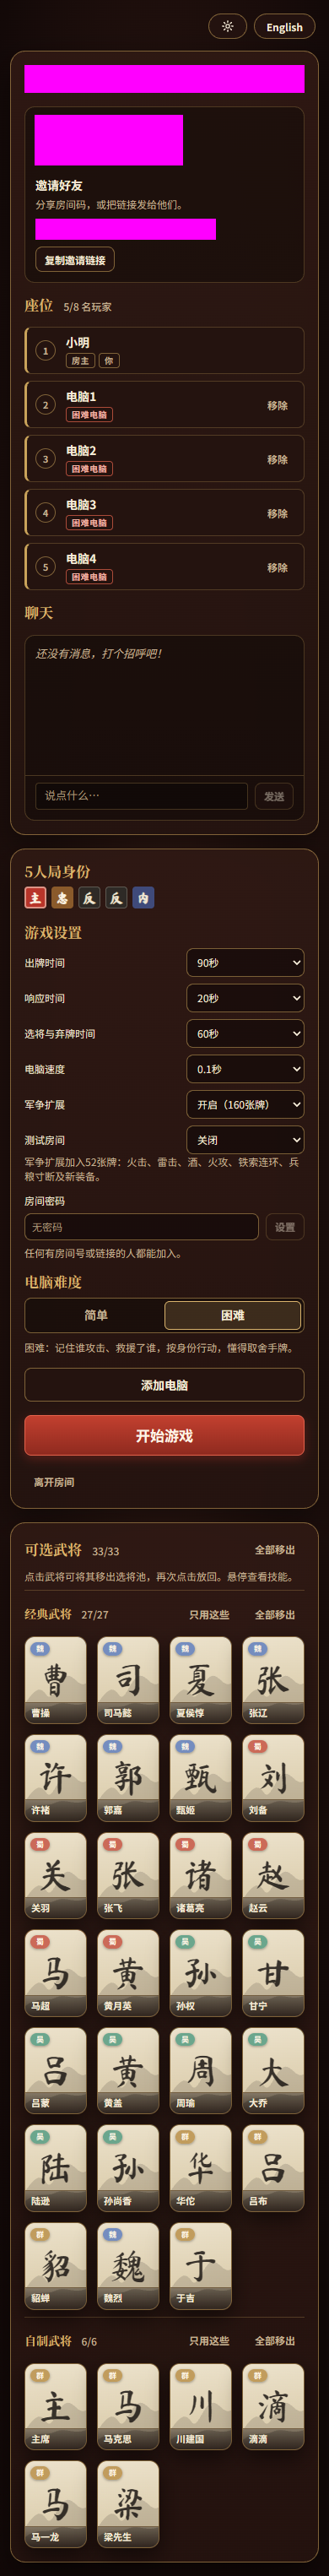 English
邀请好友
分享房间码，或把链接发给他们。
复制邀请链接
座位 5/8 名玩家
1 小明
房主 你
2 电脑1 移除
困难电脑
3 电脑2 移除
困难电脑
4 电脑3 移除
困难电脑
5 电脑4 移除
困难电脑
聊天
还没有消息，打个招呼吧！
说点什么… 发送
5人局身份
主 忠 反 反 内
游戏设置
出牌时间 90秒
响应时间 20秒
选将与弃牌时间 60秒
电脑速度 0.1秒
军争扩展 开启（160张牌）
测试房间 关闭
军争扩展加入52张牌：火击、雷击、酒、火攻、铁索连环、兵
粮寸断及新装备。
房间密码
无密码 设置
任何有房间号或链接的人都能加入。
电脑难度
简单 困难
困难：记住谁攻击、救援了谁，按身份行动，懂得取舍手牌。
添加电脑
开始游戏
离开房间
可选武将 33/33 全部移出
点击武将可将其移出选将池，再次点击放回。悬停查看技能。
经典武将 27/27 只用这些 全部移出
魏 魏 魏 魏
曹 司 夏 张
曹操 司马懿 夏侯惇 张辽
魏 魏 魏 蜀
许 郭 甄 刘
许褚 郭嘉 甄姬 刘备
蜀 蜀 蜀 蜀
关 张 诸 赵
关羽 张飞 诸葛亮 赵云
蜀 蜀 吴 吴
马 黄 孙 甘
马超 黄月英 孙权 甘宁
吴 吴 吴 吴
吕 黄 周 大
吕蒙 黄盖 周瑜 大乔
吴 吴 群 群
陆 孙 华 吕
陆逊 孙尚香 华佗 吕布
群 魏 群
貂 魏 于
貂蝉 魏烈 于吉
自制武将 6/6 只用这些 全部移出
群 群 群 群
主 马 川 滴
主席 马克思 川建国 滴滴
群 群
马 梁
马一龙 梁先生